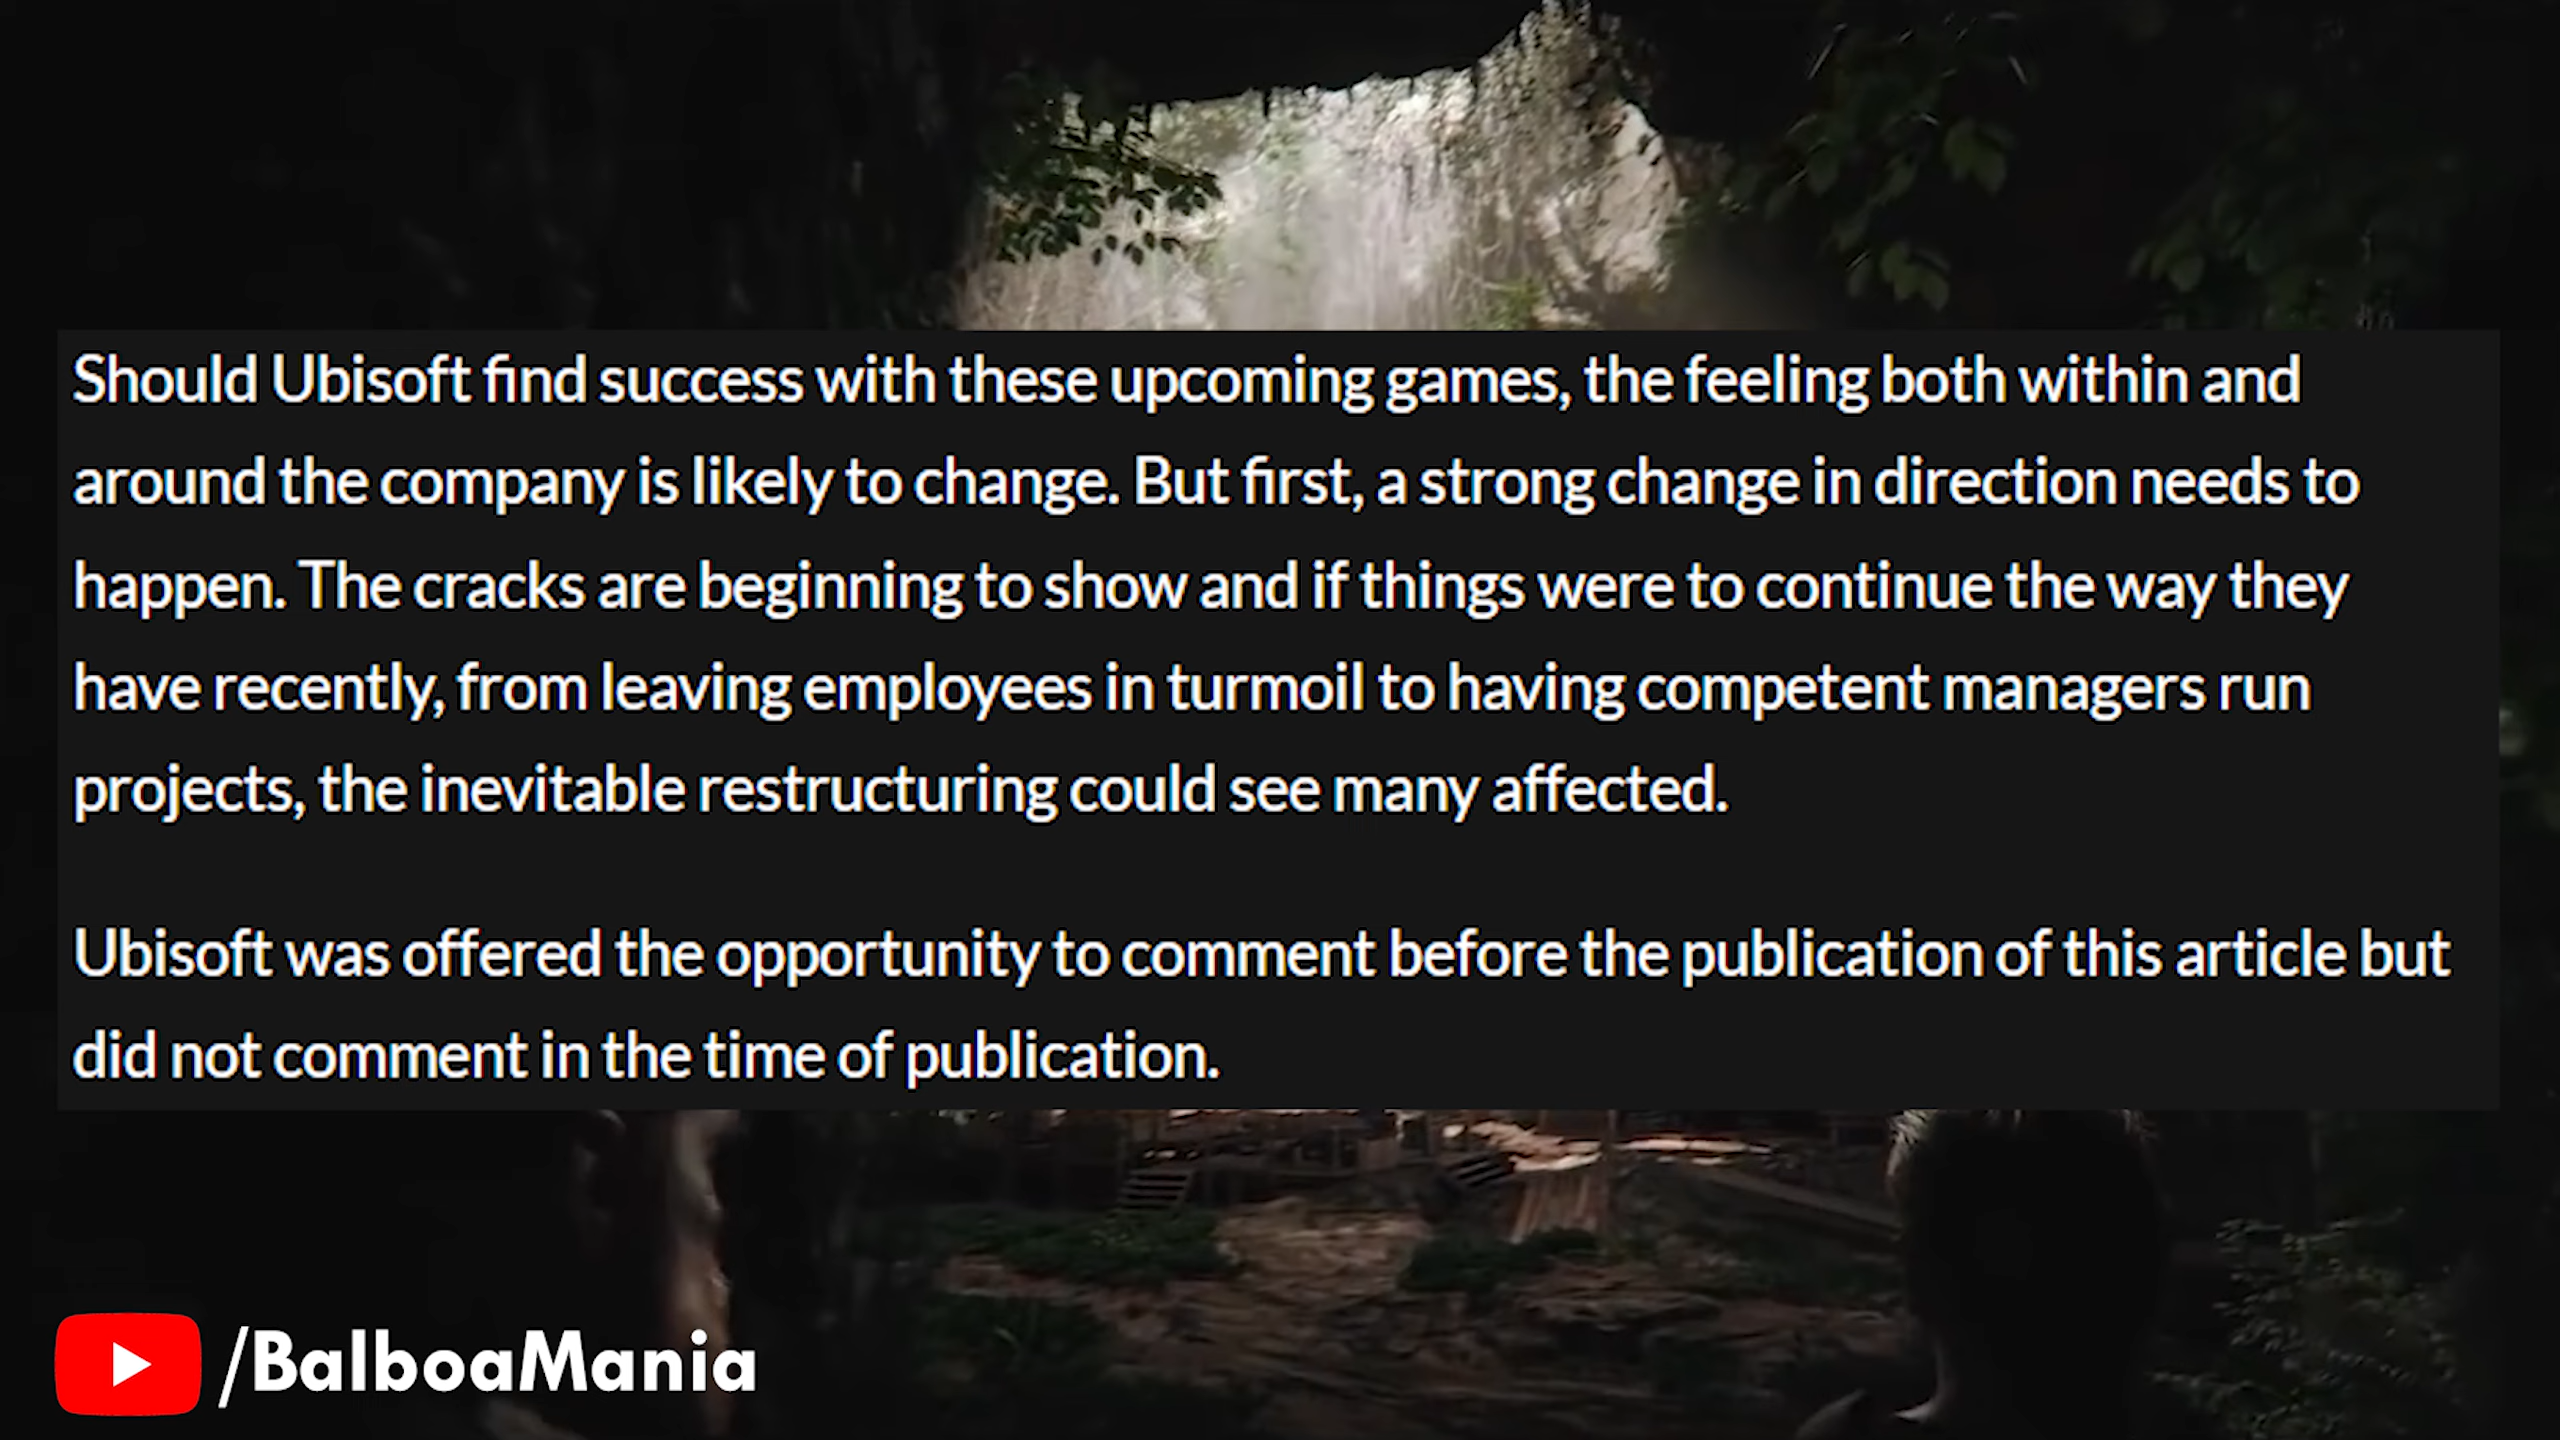 Should Ubisoft find success with these upcoming games, the feeling both within and
around the company is likely to change. But first, a strong change in direction needs to
happen. The cracks are beginning to show and if things were to continue the way they
have recently, from leaving employees in turmoil to having competent managers run
projects, the inevitable restructuring could see many affected.
Ubisoft was offered the opportunity to comment before the publication of this article but
did not comment in the time of publication.
/BalboaMania